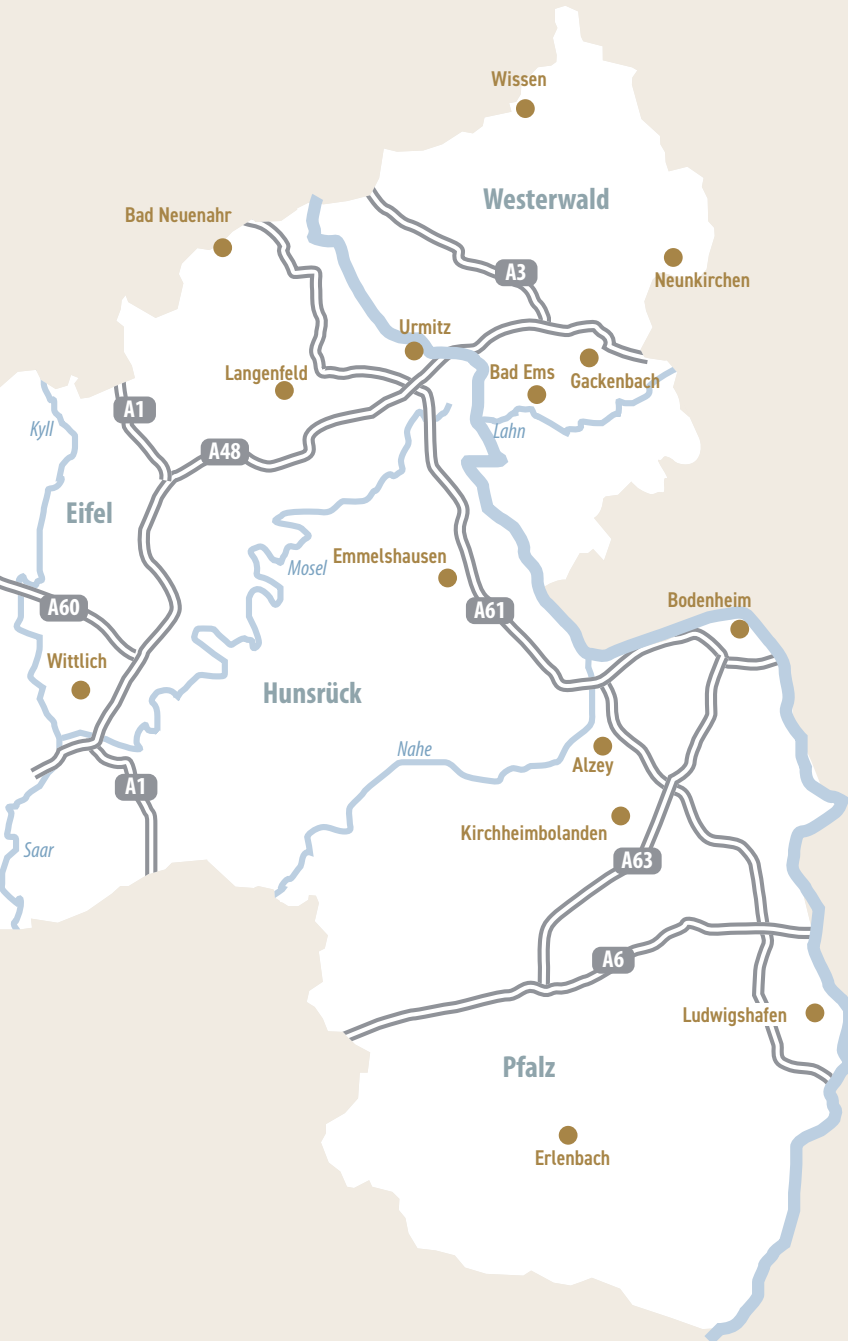 Wissen
Westerwald
Bad Neuenahr
A3
Neunkirchen
Urmitz
Langenfeld
Bad Ems
Gackenbach
A1
Kyll
Lahn
A48
Eifel
Mosel
Emmelshausen
A60
A61
Bodenheim
Wittlich
Hunsrück
Nahe
Alzey
A1
Kirchheimbolanden
Saar
A63
A6
Ludwigshafen
Pfalz
Erlenbach